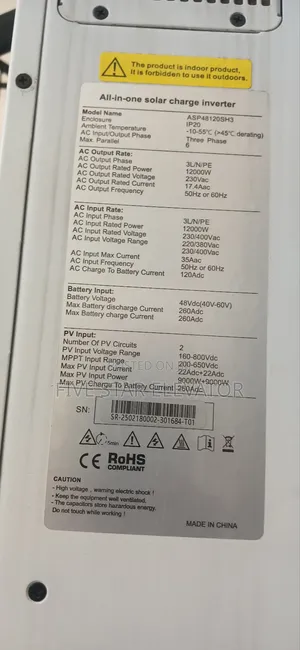 The product is indoor product,
It is forbidden to use it outdoors.
All-in-one solar charge inverter
Model Name ASP48120SH3
Enclosure IP20
Ambient Temperature -10-55℃ (>45℃ derating)
AC Input/Output Phase Three Phase
Max. Parallel 6
AC Output Rate:
AC Output Phase 3L/N/PE
AC Output Rated Power 12000W
AC Output Rated Voltage 230Vac
AC Output Rated Current 17.4Aac
AC Output Frequency 50Hz or 60Hz
AC Input Rate:
AC Input Phase 3L/N/PE
AC Input Rated Power 12000W
AC Input Rated Voltage 230/400Vac
AC Input Voltage Range 220/380Vac
230/400Vac
AC Input Max Current 35Aac
AC Input Frequency 50Hz or 60Hz
AC Charge To Battery Current 120Adc
Battery Input:
Battery Voltage 48Vdc(40V-60V)
Max Battery discharge Current 260Adc
Max Battery charge Current 260Adc
PV Input:
Number Of PV Circuits 2
PV Input Voltage Range 160-800Vdc
MPPT Input Range 200-650Vdc
Max PV Input Current 22Adc+22Adc
Max PV Input Power 9000W+9000W
Max PV Charge To Battery Current 260Adc
FIVE STAR ELEVATOR
SN:
SR-2502180002-301684-T01
5min
CE RoHS
COMPLIANT
CAUTION
- High voltage , warning electric shock !
- Keep the equipment well ventilated.
- The capacitors store hazardous energy.
Do not touch while working !
MADE IN CHINA